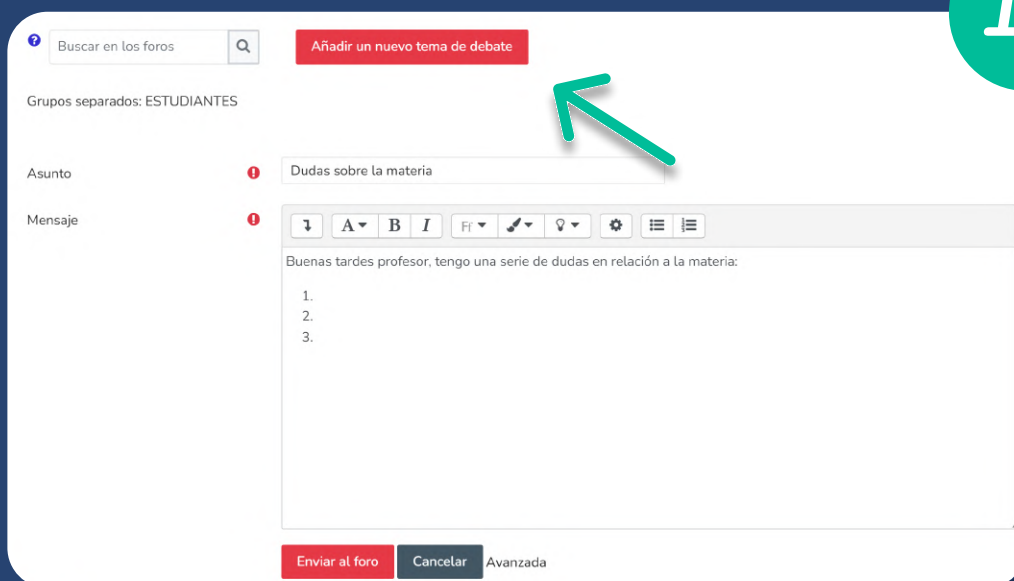 Buscar en los foros
Añadir un nuevo tema de debate
Grupos separados: ESTUDIANTES
Asunto
Dudas sobre la materia
Mensaje
A B I Ff
Buenas tardes profesor, tengo una serie de dudas en relación a la materia:
1.
2.
3.
Enviar al foro Cancelar Avanzada